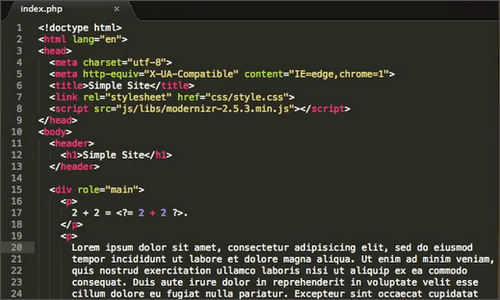 index.php ×
1 <!doctype html>
2 <html lang="en">
3 <head>
4 <meta charset="utf-8">
5 <meta http-equiv="X-UA-Compatible" content="IE=edge,chrome=1">
6 <title>Simple Site</title>
7 <link rel="stylesheet" href="css/style.css">
8 <script src="js/libs/modernizr-2.5.3.min.js"></script>
9 </head>
10 <body>
11 <header>
12 <h1>Simple Site</h1>
13 </header>
14
15 <div role="main">
16 <p>
17 2 + 2 = <?= 2 + 2 ?>.
18 </p>
19 <p>
20 Lorem ipsum dolor sit amet, consectetur adipisicing elit, sed do eiusmod
21 tempor incididunt ut labore et dolore magna aliqua. Ut enim ad minim veniam,
22 quis nostrud exercitation ullamco laboris nisi ut aliquip ex ea commodo
23 consequat. Duis aute irure dolor in reprehenderit in voluptate velit esse
24 cillum dolore eu fugiat nulla pariatur. Excepteur sint occaecat cupidatat